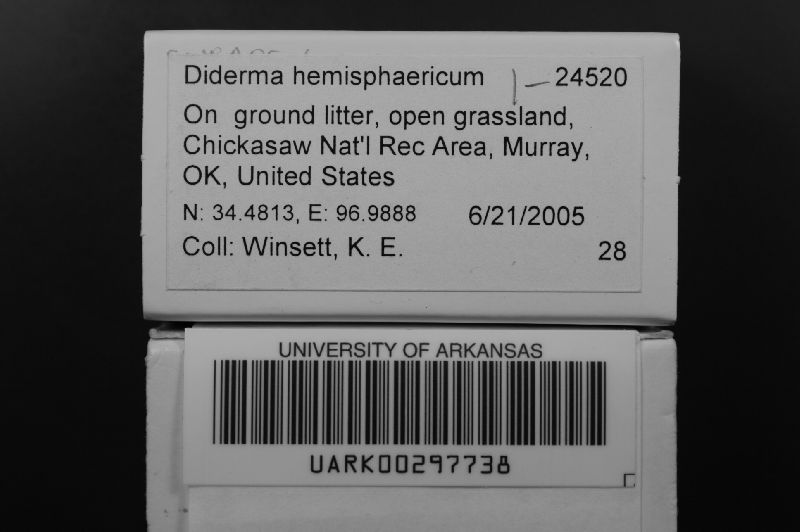 Diderma hemisphaericum 24520
On ground litter, open grassland,
Chickasaw Nat'l Rec Area, Murray,
OK, United States
N: 34.4813, E: 96.9888 6/21/2005
Coll: Winsett, K. E. 28
UNIVERSITY OF ARKANSAS
UARK00297738